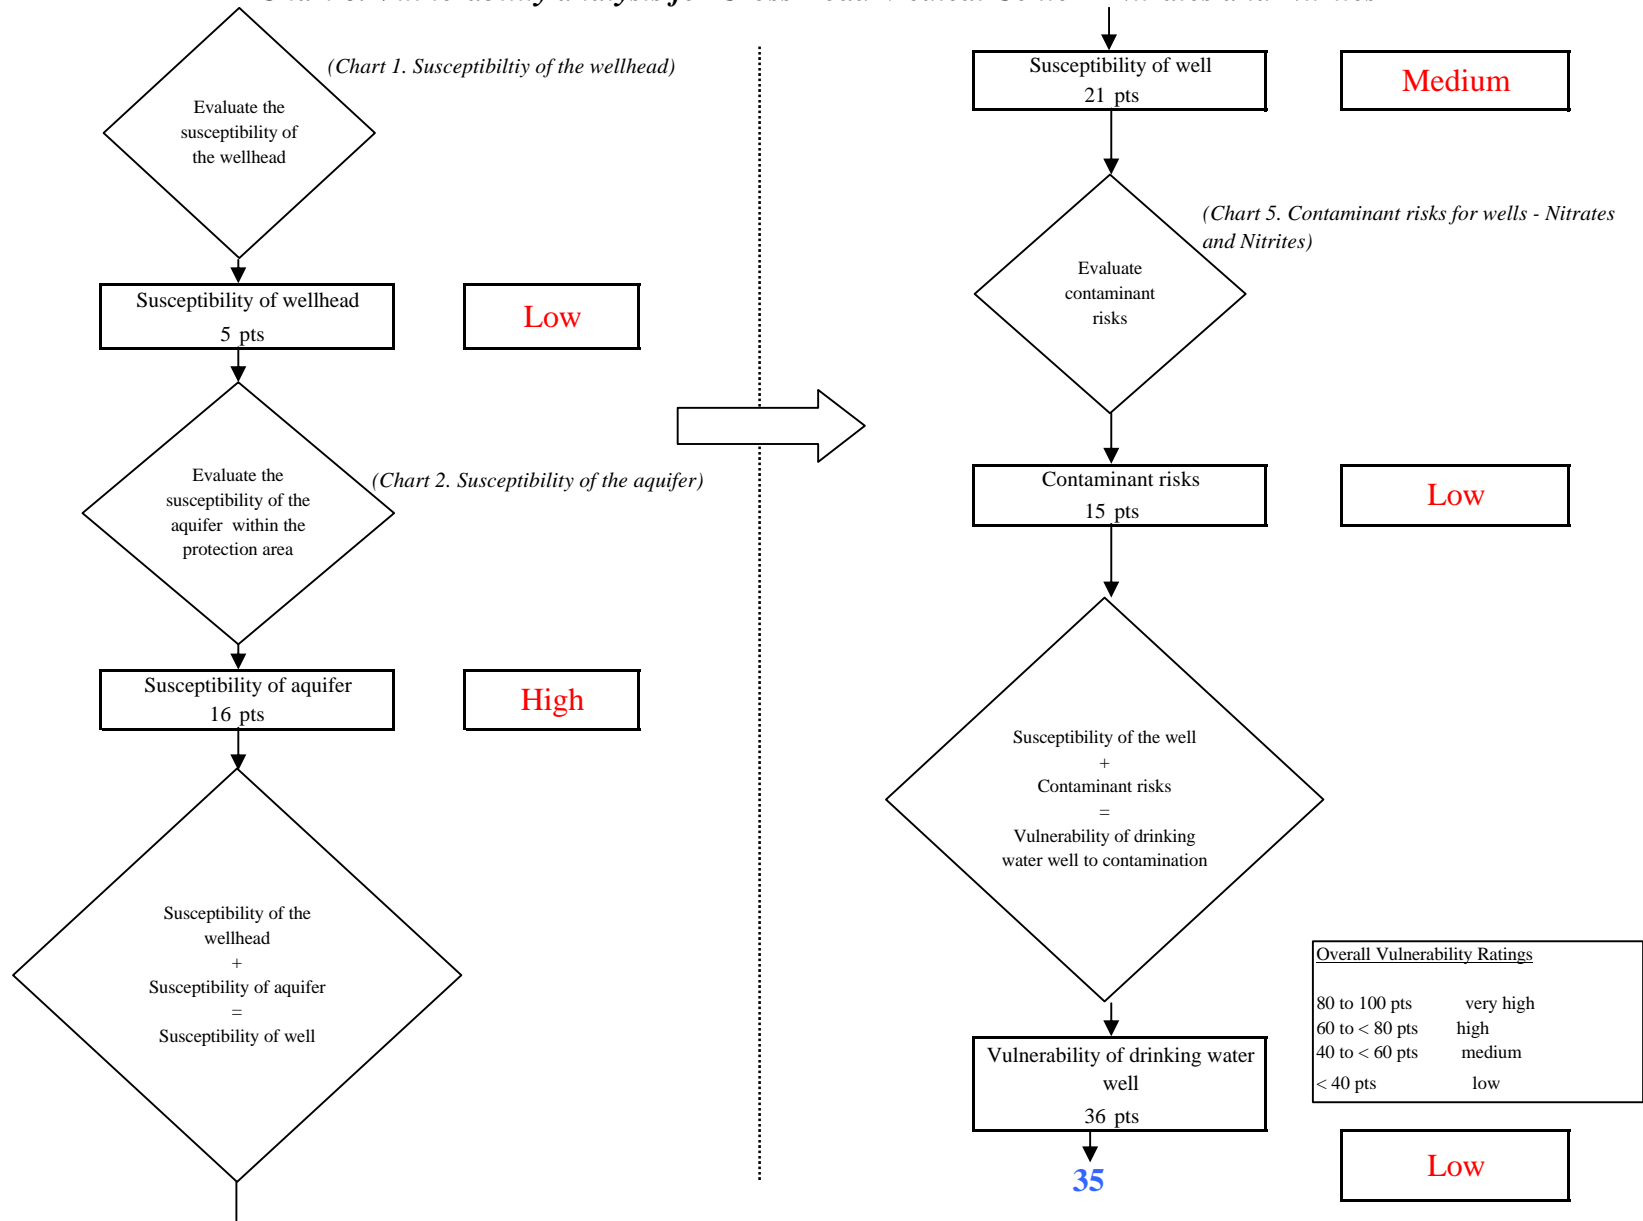 (Chart 1. Susceptibiltiy of the wellhead)
Evaluate the
susceptibility of
the wellhead
Susceptibility of wellhead
5 pts
Low
Evaluate the
susceptibility of the
aquifer within the
protection area
(Chart 2. Susceptibility of the aquifer)
Susceptibility of aquifer
16 pts
High
Susceptibility of the
wellhead
+
Susceptibility of aquifer
=
Susceptibility of well
Susceptibility of well
21 pts
Medium
(Chart 5. Contaminant risks for wells - Nitrates
and Nitrites)
Evaluate
contaminant
risks
Contaminant risks
15 pts
Low
Susceptibility of the well
+
Contaminant risks
=
Vulnerability of drinking
water well to contamination
Overall Vulnerability Ratings
80 to 100 pts very high
60 to < 80 pts high
40 to < 60 pts medium
< 40 pts low
Vulnerability of drinking water
well
36 pts
35
Low